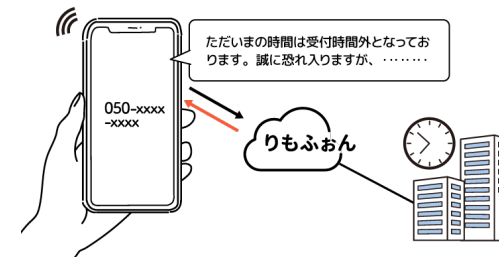 ただいまの時間は受付時間外となってお
ります。誠に恐れ入りますが、‥‥‥‥
050-xxxx
-xxxx
りもふぉん